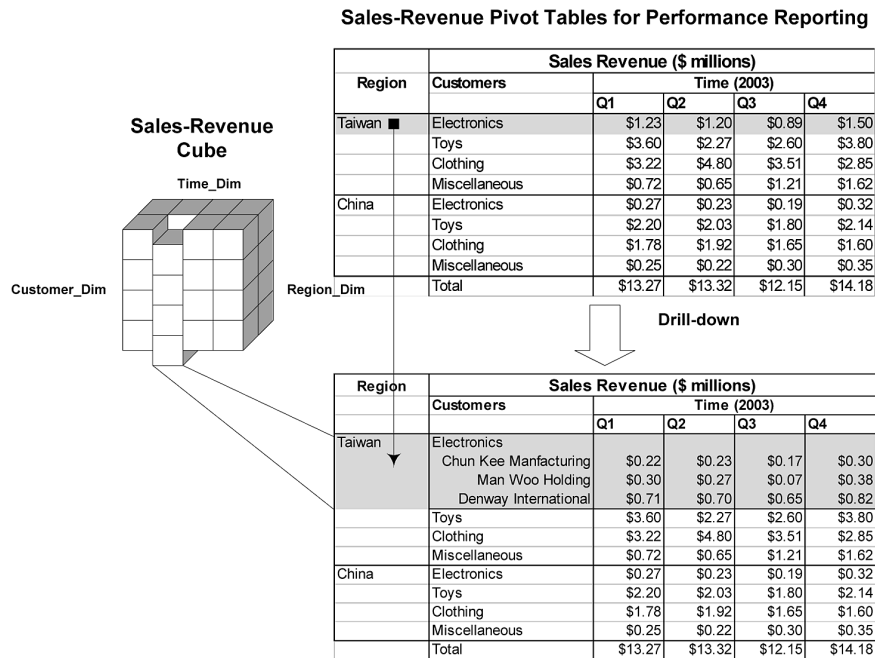 Sales-Revenue Pivot Tables for Performance Reporting
Sales-Revenue
Cube
Time_Dim
Customer_Dim
Region_Dim
Sales Revenue ($ millions)
Region Customers Time (2003)
Q1 Q2 Q3 Q4
Taiwan Electronics $1.23 $1.20 $0.89 $1.50
Toys $3.60 $2.27 $2.60 $3.80
Clothing $3.22 $4.80 $3.51 $2.85
Miscellaneous $0.72 $0.65 $1.21 $1.62
China Electronics $0.27 $0.23 $0.19 $0.32
Toys $2.20 $2.03 $1.80 $2.14
Clothing $1.78 $1.92 $1.65 $1.60
Miscellaneous $0.25 $0.22 $0.30 $0.35
Total $13.27 $13.32 $12.15 $14.18
Drill-down
Region Sales Revenue ($ millions)
Customers Time (2003)
Q1 Q2 Q3 Q4
Taiwan Electronics
Chun Kee Manfacturing $0.22 $0.23 $0.17 $0.30
Man Woo Holding $0.30 $0.27 $0.07 $0.38
Denway International $0.71 $0.70 $0.65 $0.82
Toys $3.60 $2.27 $2.60 $3.80
Clothing $3.22 $4.80 $3.51 $2.85
Miscellaneous $0.72 $0.65 $1.21 $1.62
China Electronics $0.27 $0.23 $0.19 $0.32
Toys $2.20 $2.03 $1.80 $2.14
Clothing $1.78 $1.92 $1.65 $1.60
Miscellaneous $0.25 $0.22 $0.30 $0.35
Total $13.27 $13.32 $12.15 $14.18